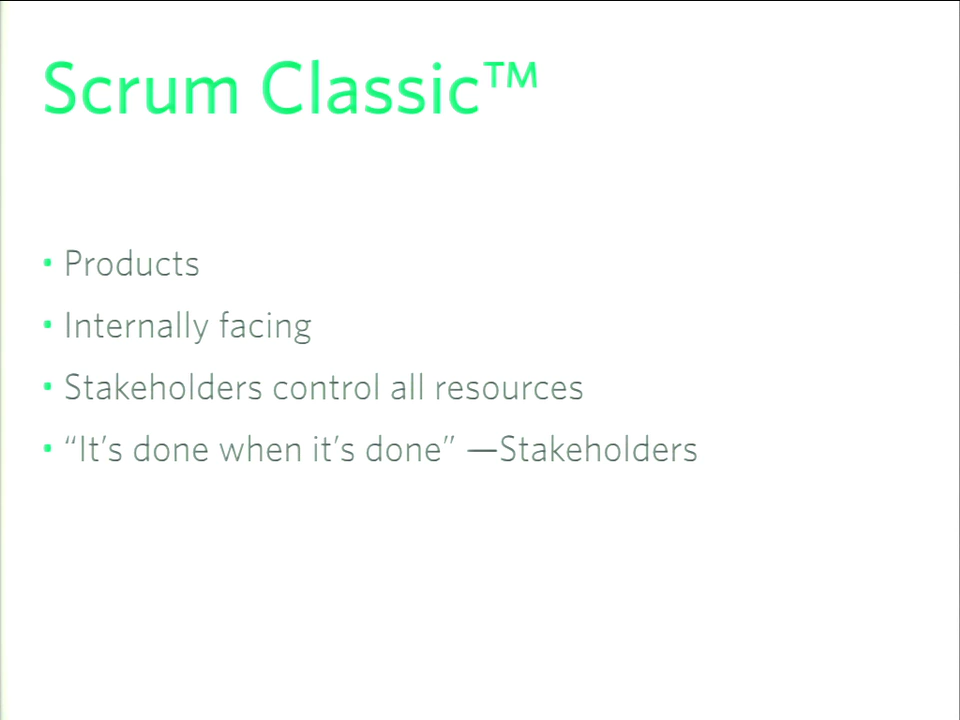 Scrum Classic™
• Products
• Internally facing
• Stakeholders control all resources
• “It’s done when it’s done” —Stakeholders